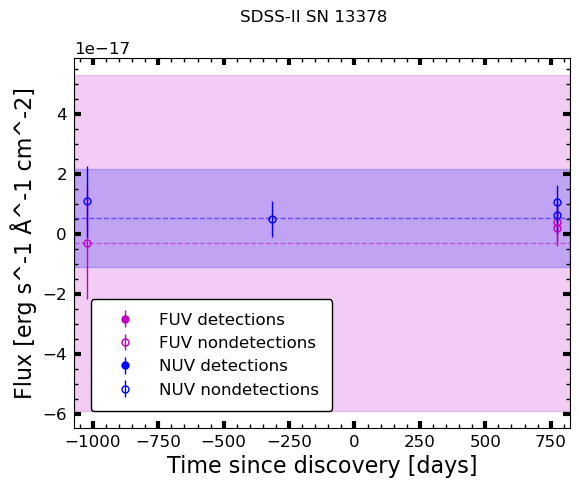 SDSS-II SN 13378
1e−17
Flux [erg s^-1 Å^-1 cm^-2]
4
2
0
−2
−4
−6
FUV detections
FUV nondetections
NUV detections
NUV nondetections
−1000 −750 −500 −250 0 250 500 750
Time since discovery [days]